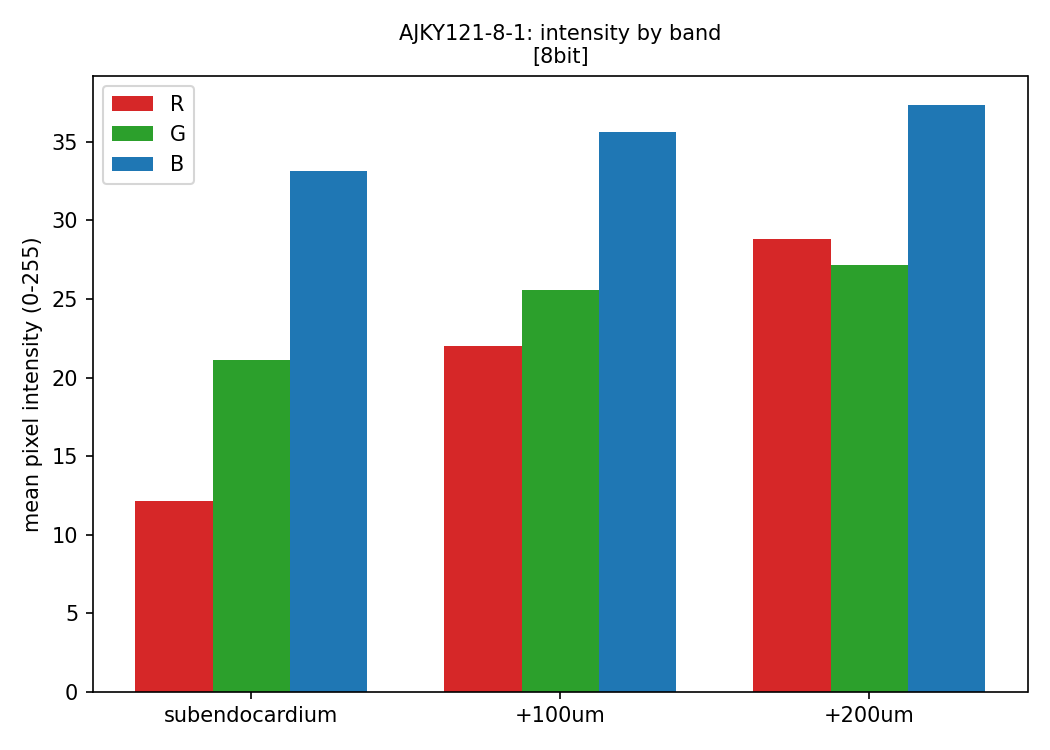 AJKY121-8-1: intensity by band
[8bit]
R
G
B
mean pixel intensity (0-255)
35
30
25
20
15
10
5
0
subendocardium
+100um
+200um